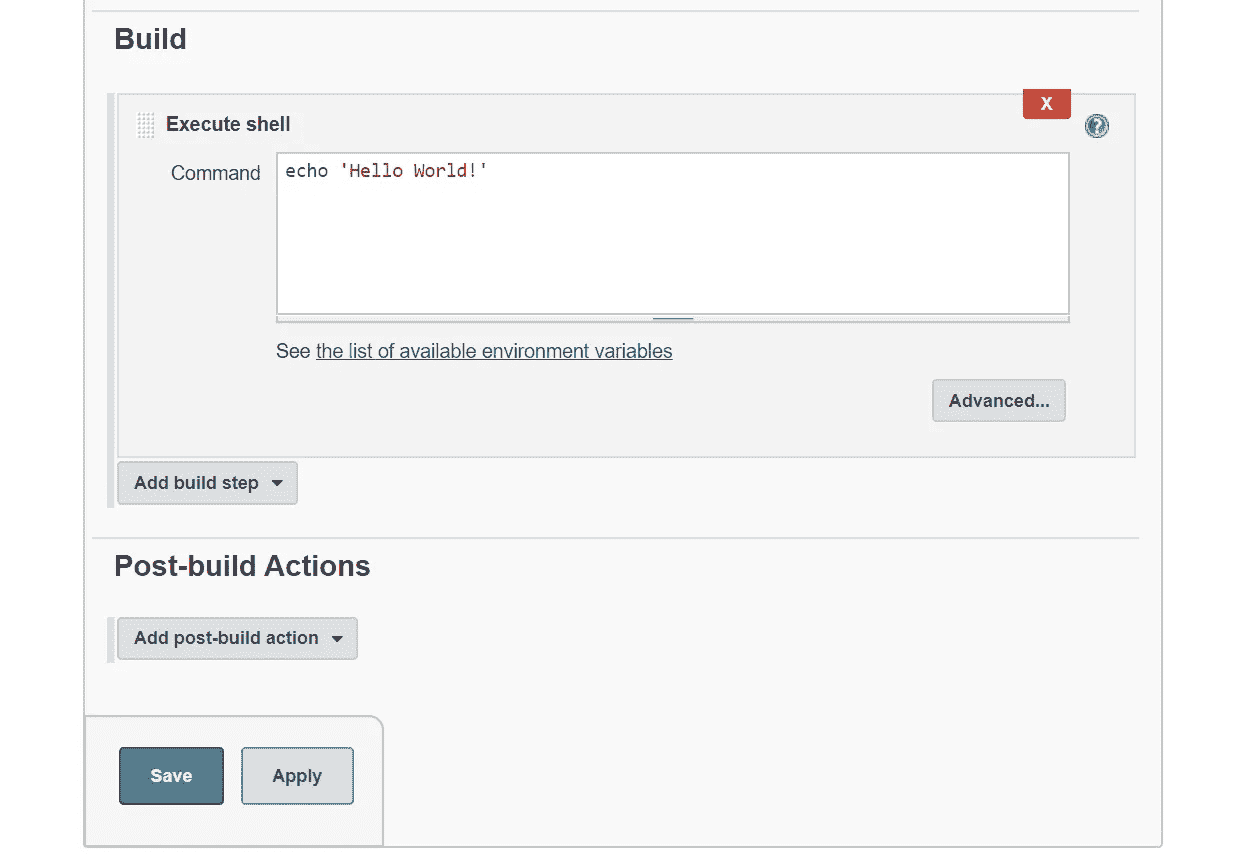 Build
X
Execute shell
?
Command
echo 'Hello World!'
See the list of available environment variables
Advanced...
Add build step
Post-build Actions
Add post-build action
Save
Apply